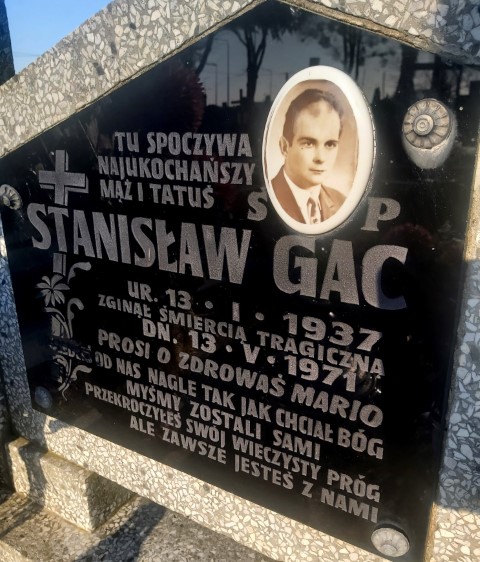 TU SPOCZYWA
NAJUKOCHAŃSZY
MĄŻ I TATUŚ
Ś P
STANISŁAW GAC
UR. 13 · I · 1937
ZGINĄŁ ŚMIERCIĄ TRAGICZNĄ
DN. 13 · V · 1971
PROSI O ZDROWAŚ MARIO
OD NAS NAGLE TAK JAK CHCIAŁ BÓG
MYŚMY ZOSTALI SAMI
PRZEKROCZYŁEŚ SWÓJ WIECZYSTY PRÓG
ALE ZAWSZE JESTEŚ Z NAMI